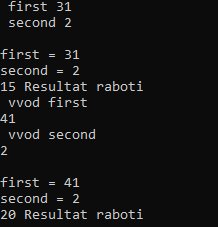 first 31
second 2
first = 31
second = 2
15 Resultat raboti
vvod first
41
vvod second
2
first = 41
second = 2
20 Resultat raboti